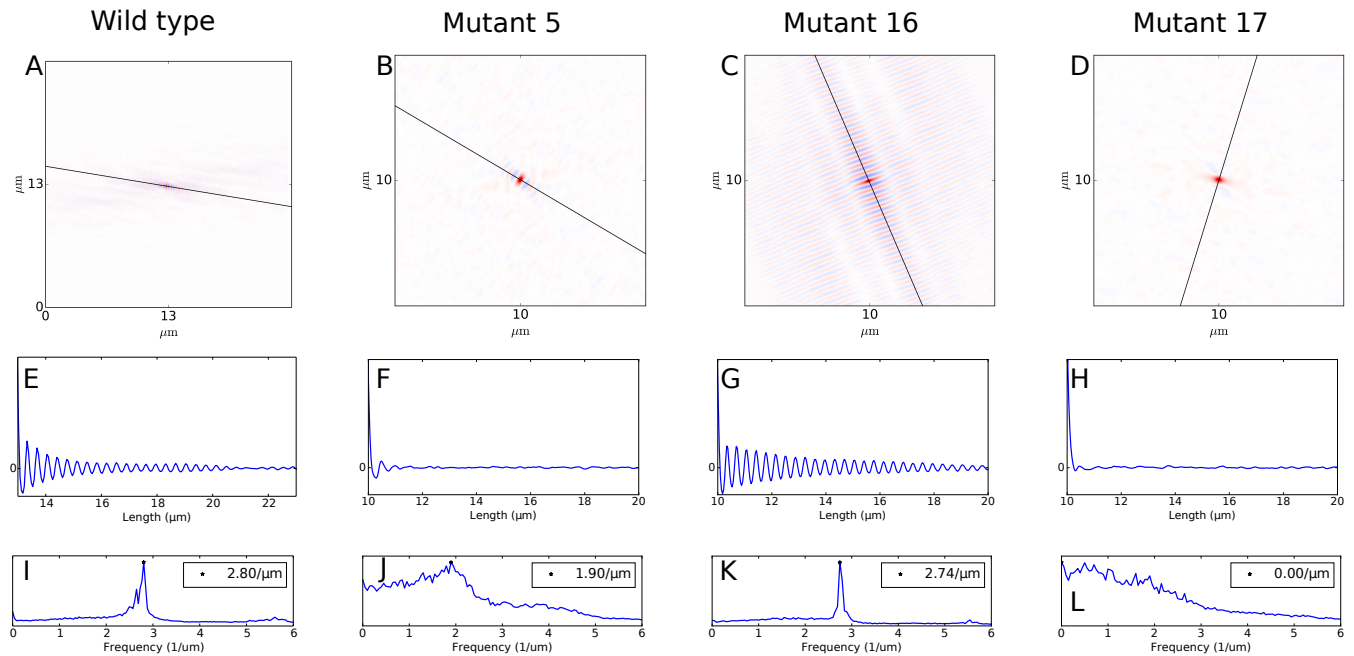 Wild type
Mutant 5
Mutant 16
Mutant 17
A
μm
13
0
0
13
13
μm
B
μm
10
10
μm
C
μm
10
10
μm
D
μm
10
10
μm
E
0
14
16
18
20
22
Length (μm)
F
0
10
12
14
16
18
20
Length (μm)
G
0
10
12
14
16
18
20
Length (μm)
H
0
10
12
14
16
18
20
Length (μm)
I
2.80/μm
0
1
2
3
4
5
6
Frequency (1/um)
J
1.90/μm
0
1
2
3
4
5
6
Frequency (1/um)
K
2.74/μm
0
1
2
3
4
5
6
Frequency (1/um)
L
0.00/μm
0
1
2
3
4
5
6
Frequency (1/um)